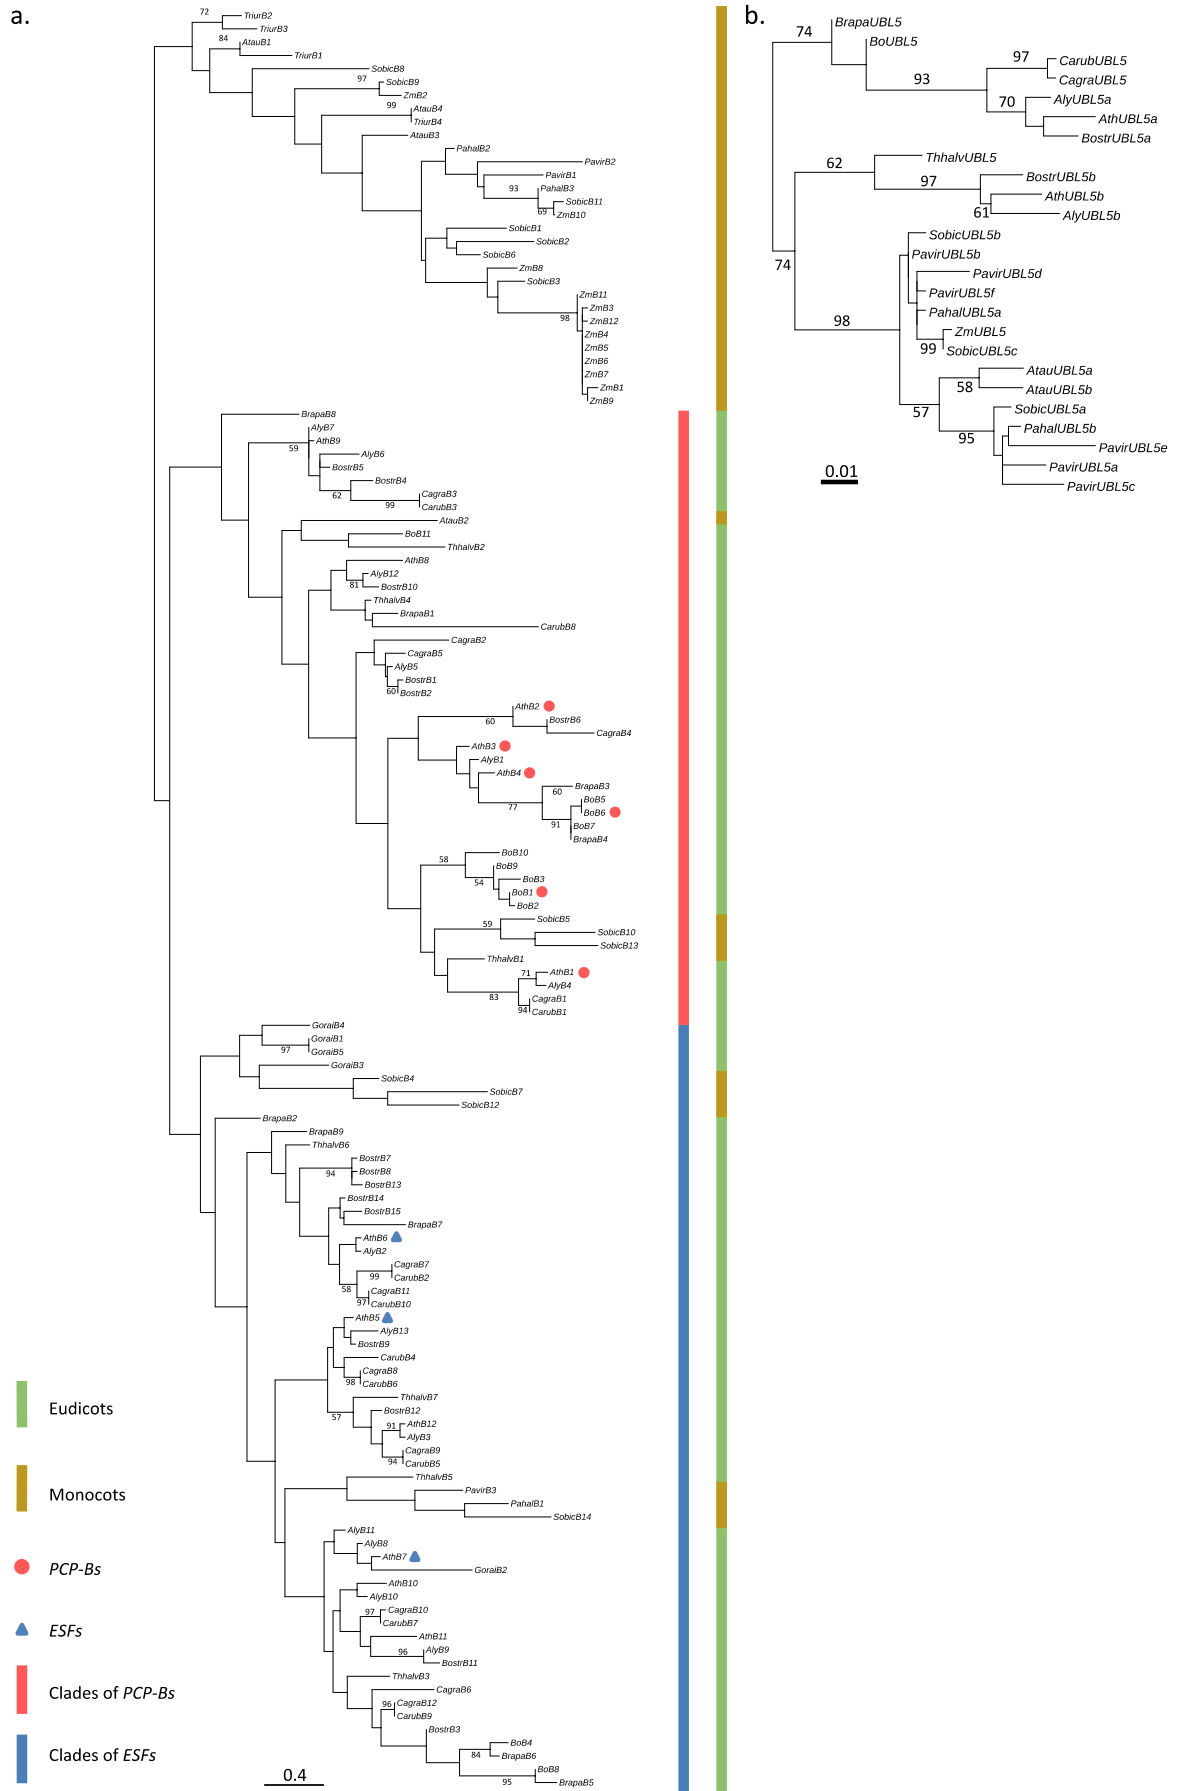 a.
72
TriurB2
TriurB3
84
AtauB1
TriurB1
SobicB8
97
SobicB9
ZmB2
99
AtauB4
TriurB4
AtauB3
PahalB2
PavirB2
PavirB1
93
PahalB3
SobicB11
69
ZmB10
SobicB1
SobicB2
SobicB6
ZmB8
SobicB3
ZmB11
ZmB3
98
ZmB12
ZmB4
ZmB5
ZmB6
ZmB7
ZmB1
ZmB9
BrapaB8
AlyB7
AthB9
59
AlyB6
BostrB5
BostrB4
62
CagraB3
99
CarubB3
AtauB2
BoB11
ThhalvB2
AthB8
AlyB12
81
BostrB10
ThhalvB4
BrapaB1
CarubB8
CagraB2
CagraB5
AlyB5
BostrB1
60
BostrB2
AthB2
60
BostrB6
CagraB4
AthB3
AlyB1
AthB4
BrapaB3
60
BoB5
77
BoB6
91
BoB7
BrapaB4
BoB10
58
BoB9
BoB3
54
BoB1
BoB2
SobicB5
59
SobicB10
SobicB13
ThhalvB1
71
AthB1
AlyB4
83
CagraB1
94
CarubB1
GoraiB4
GoraiB1
97
GoraiB5
GoraiB3
SobicB4
SobicB7
SobicB12
BrapaB2
BrapaB9
ThhalvB6
BostrB7
94
BostrB8
BostrB13
BostrB14
BostrB15
BrapaB7
AthB6
AlyB2
CagraB7
99
CarubB2
58
CagraB11
97
CarubB10
AthB5
AlyB13
BostrB9
CarubB4
CagraB8
98
CarubB6
ThhalvB7
57
BostrB12
91
AthB12
AlyB3
CagraB9
94
CarubB5
ThhalvB5
PavirB3
PahalB1
SobicB14
AlyB11
AlyB8
AthB7
GoraiB2
AthB10
AlyB10
97
CagraB10
CarubB7
AthB11
96
AlyB9
BostrB11
ThhalvB3
CagraB6
96
CagraB12
CarubB9
BostrB3
BoB4
84
BrapaB6
BoB8
95
BrapaB5
0.4
Eudicots
Monocots
PCP-Bs
ESFs
Clades of PCP-Bs
Clades of ESFs
b.
BrapaUBL5
74
BoUBL5
97
CarubUBL5
93
CagraUBL5
70
AlyUBL5a
AthUBL5a
BostrUBL5a
62
ThhalvUBL5
97
BostrUBL5b
AthUBL5b
61
AlyUBL5b
74
SobicUBL5b
PavirUBL5b
PavirUBL5d
PavirUBL5f
98
PahalUBL5a
ZmUBL5
99
SobicUBL5c
AtauUBL5a
58
AtauUBL5b
57
SobicUBL5a
95
PahalUBL5b
PavirUBL5e
PavirUBL5a
PavirUBL5c
0.01